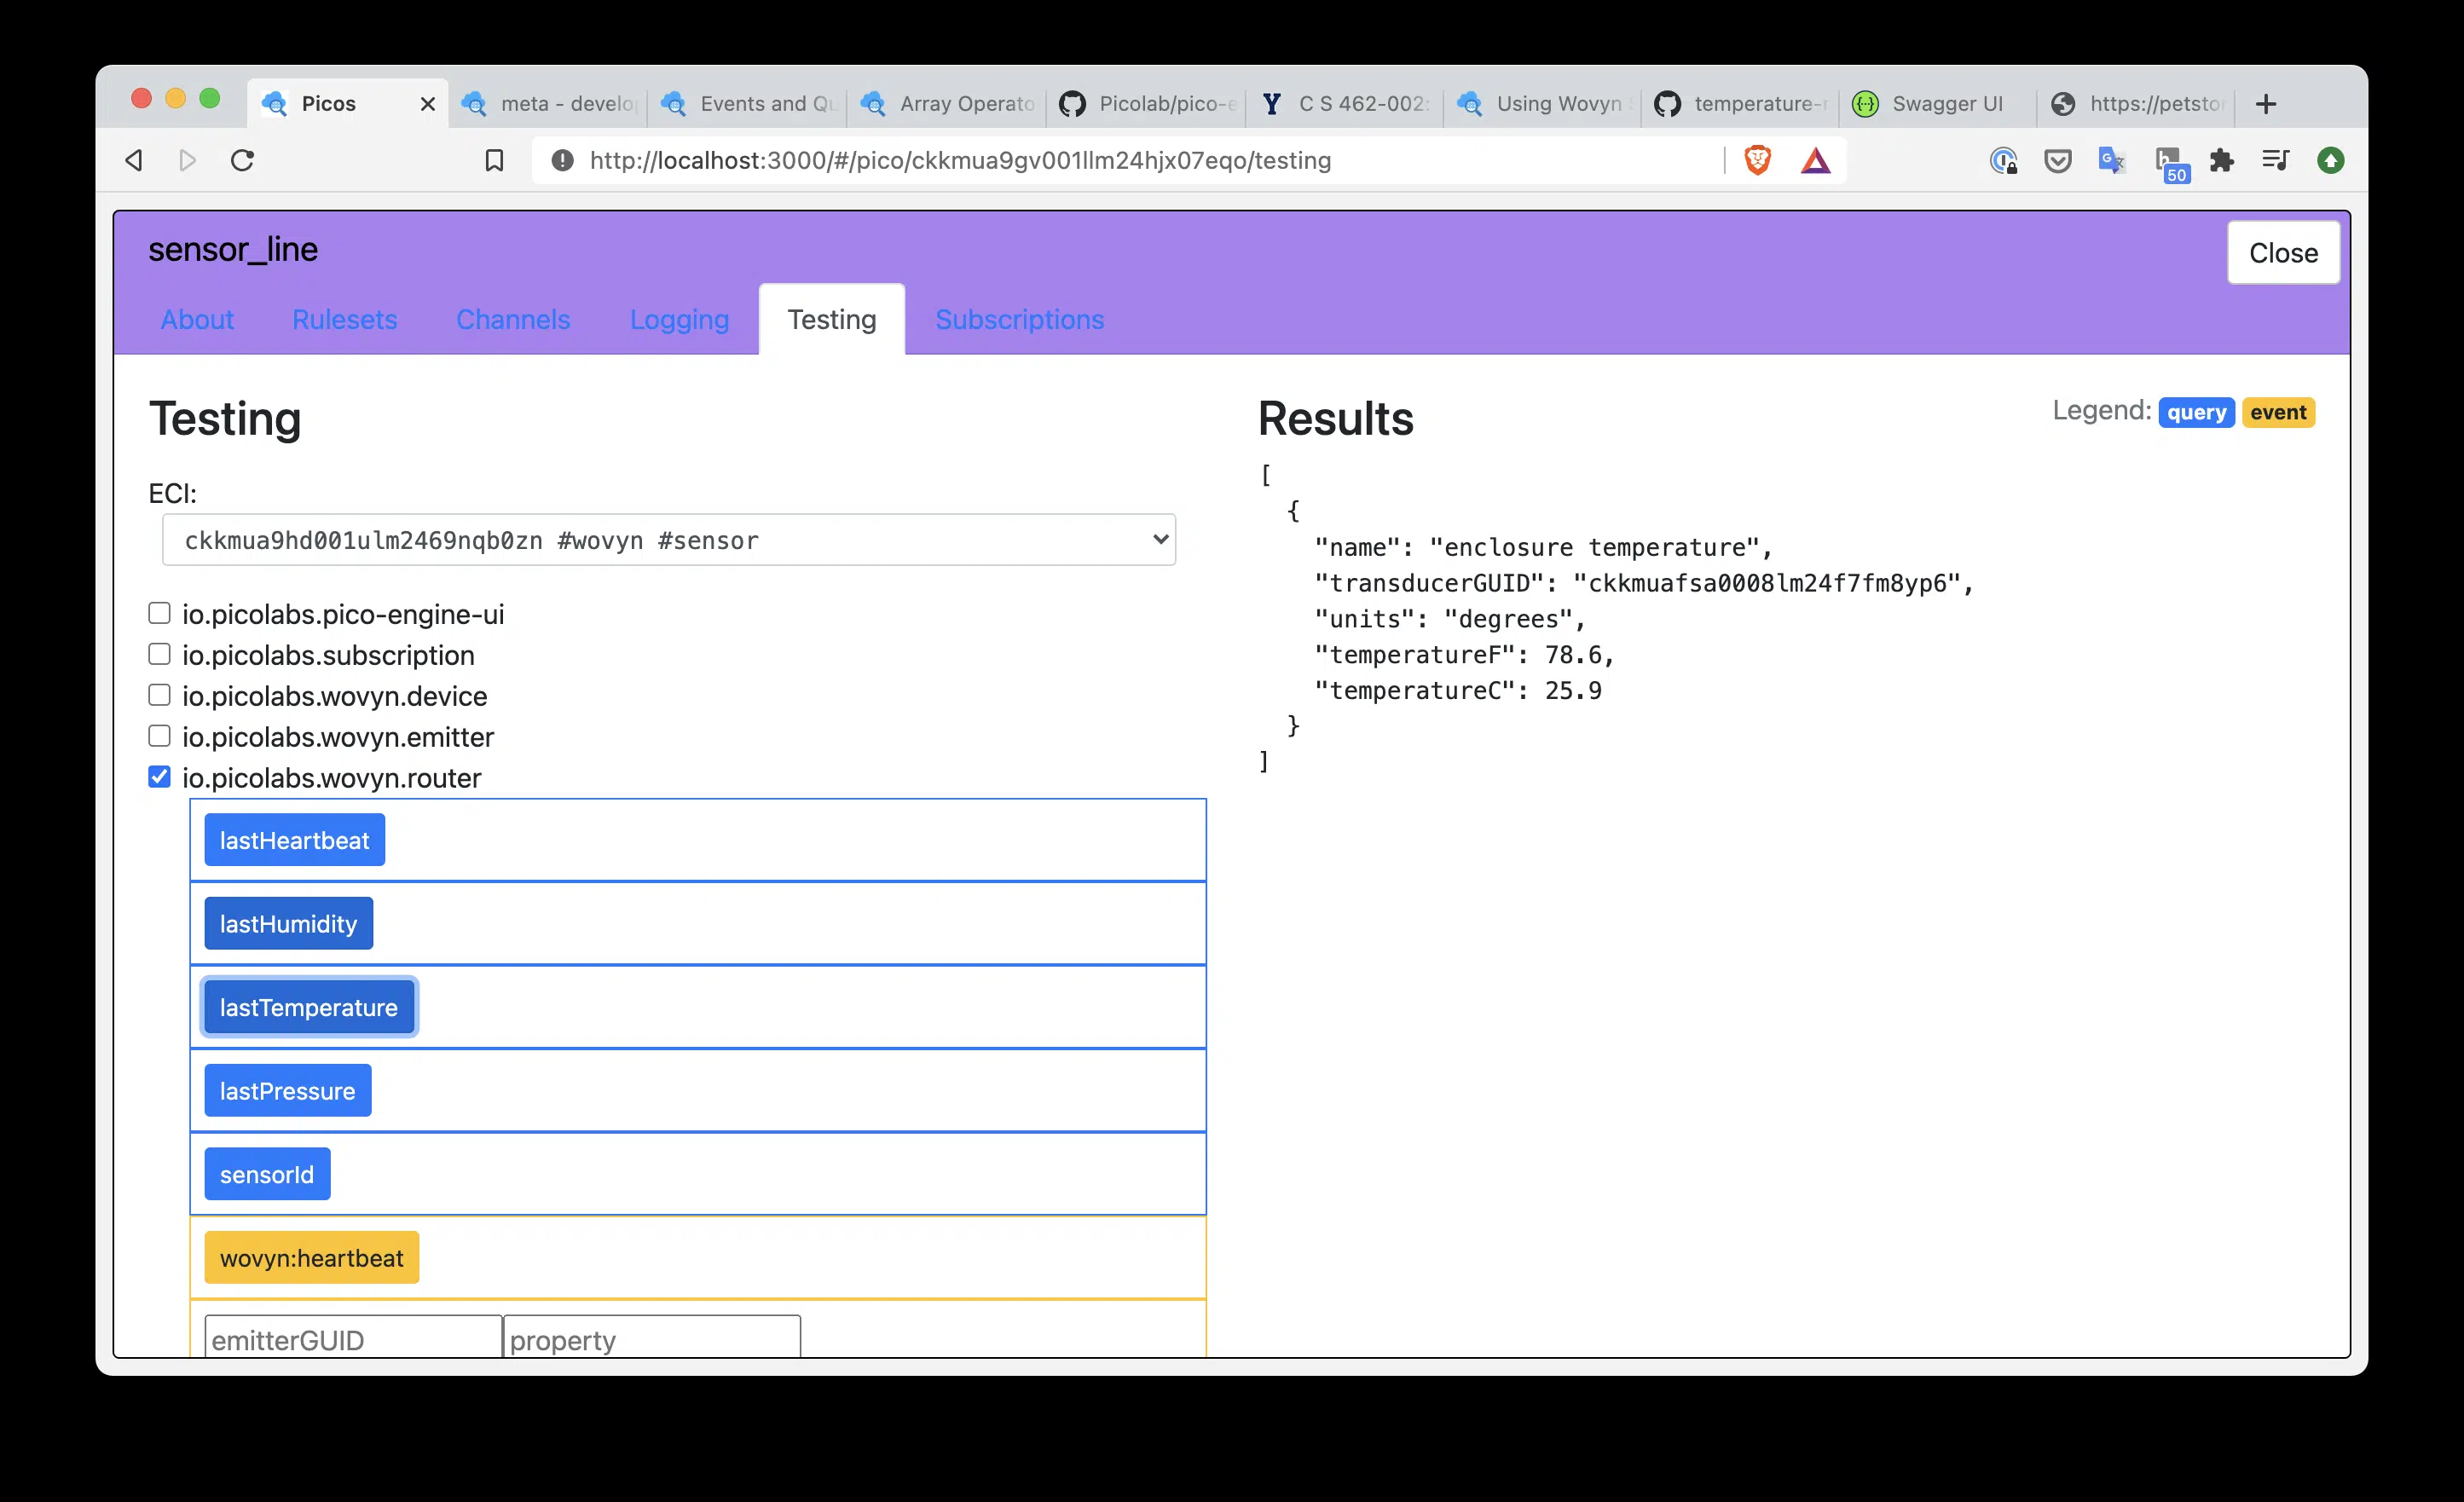 Picos
meta - develo
Events and Qu
Array Operato
Picolab/pico-e
C S 462-002:
Using Wovyn
temperature-
Swagger UI
https://petsto
http://localhost:3000/#/pico/ckkmua9gv001llm24hjx07eqo/testing
50
sensor_line
Close
About Rulesets Channels Logging Testing Subscriptions
Testing
ECI:
ckkmua9hd001ulm2469nqb0zn #wovyn #sensor
io.picolabs.pico-engine-ui
io.picolabs.subscription
io.picolabs.wovyn.device
io.picolabs.wovyn.emitter
io.picolabs.wovyn.router
lastHeartbeat
lastHumidity
lastTemperature
lastPressure
sensorId
wovyn:heartbeat
emitterGUID property
Results
Legend: query event
[
{
"name": "enclosure temperature",
"transducerGUID": "ckkmuafsa0008lm24f7fm8yp6",
"units": "degrees",
"temperatureF": 78.6,
"temperatureC": 25.9
}
]